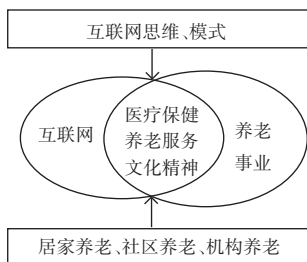 互联网思维、模式
互联网
医疗保健
养老服务
文化精神
养老
事业
居家养老、社区养老、机构养老